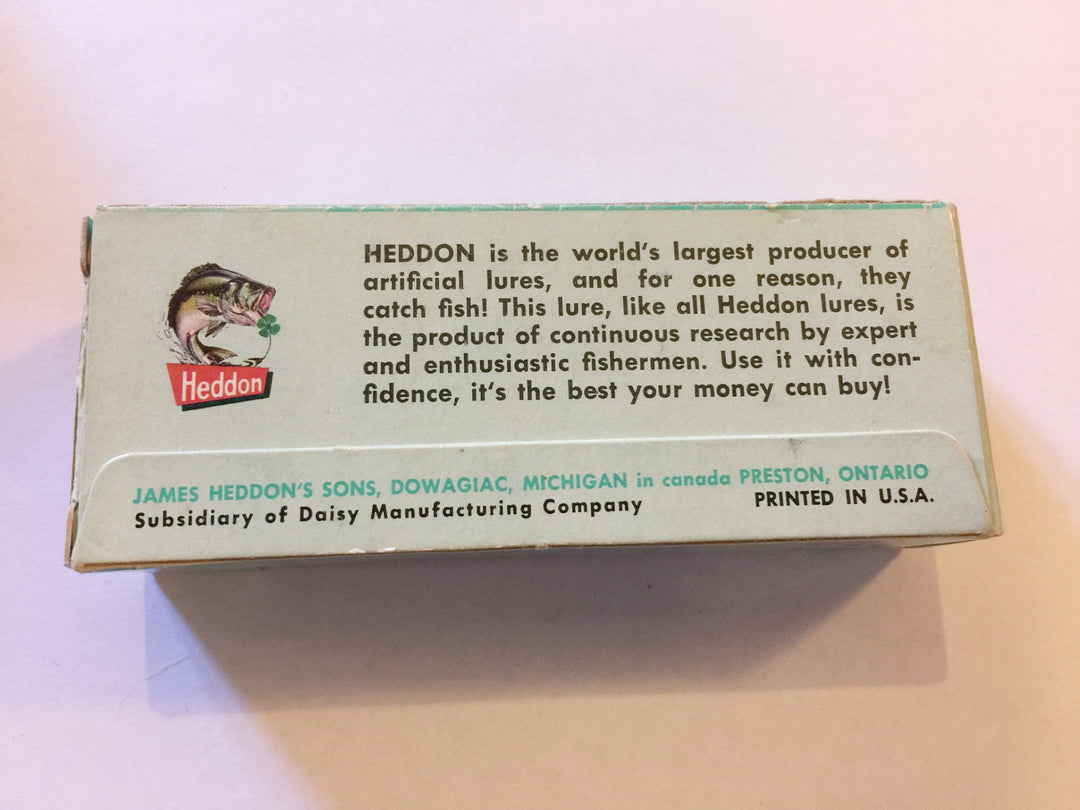 HEDDON is the world's largest producer of
artificial lures, and for one reason, they
catch fish! This lure, like all Heddon lures, is
the product of continuous research by expert
and enthusiastic fishermen. Use it with con-
fidence, it's the best your money can buy!
Heddon
JAMES HEDDON'S SONS, DOWAGIAC, MICHIGAN in canada PRESTON, ONTARIO
Subsidiary of Daisy Manufacturing Company PRINTED IN U.S.A.